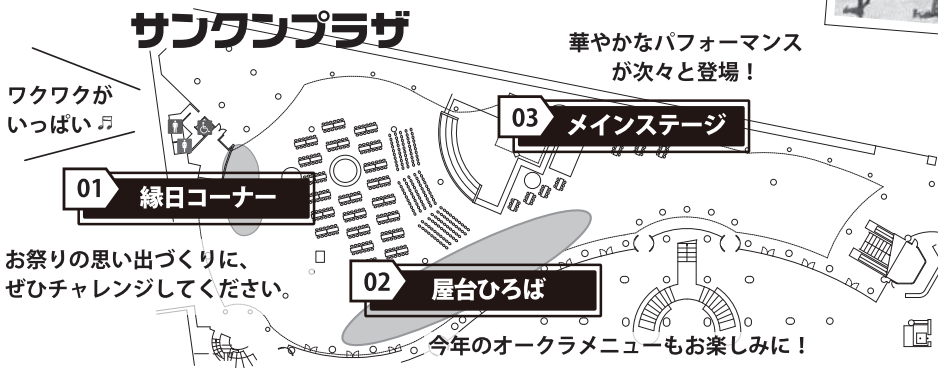 サンクンプラザ
華やかなパフォーマンス
が次々と登場！
ワクワクが
いっぱい♬
03 メインステージ
01 縁日コーナー
お祭りの思い出づくりに、
ぜひチャレンジしてください。
02 屋台ひろば
今年のオークラメニューもお楽しみに！